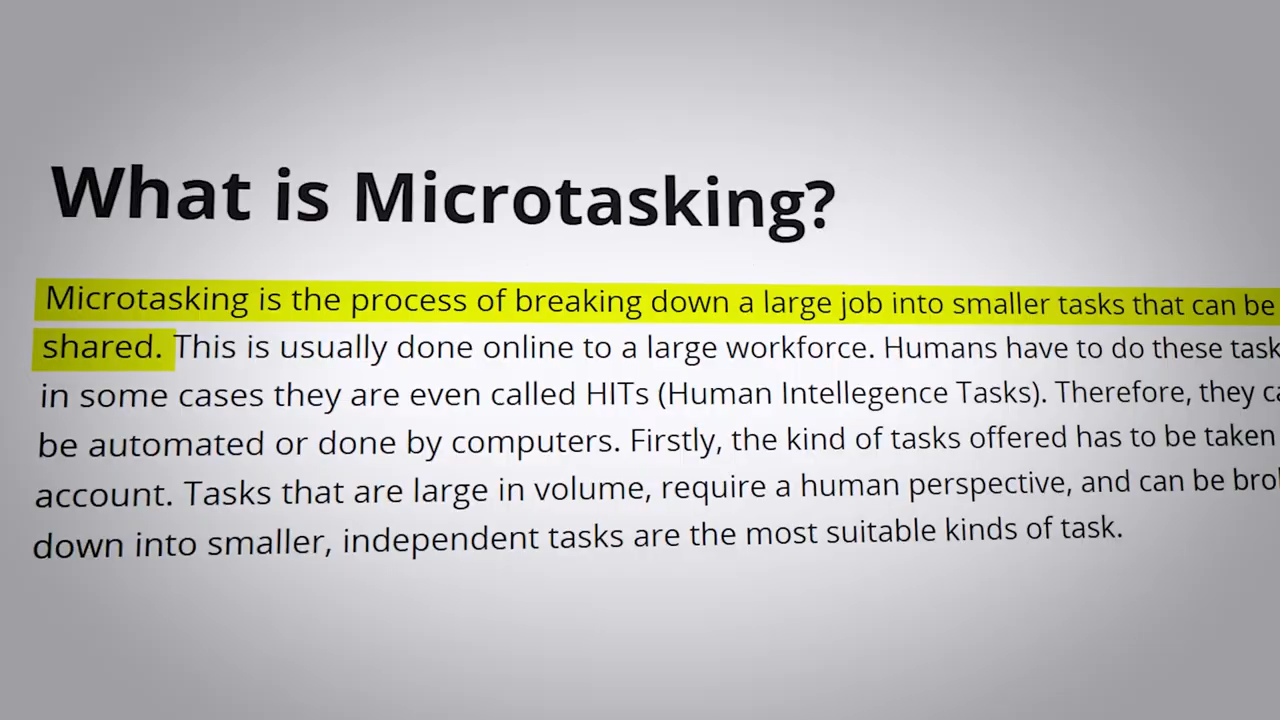 What is Microtasking?
Microtasking is the process of breaking down a large job into smaller tasks that can be
shared. This is usually done online to a large workforce. Humans have to do these task
in some cases they are even called HITs (Human Intellegence Tasks). Therefore, they
be automated or done by computers. Firstly, the kind of tasks offered has to be taken
account. Tasks that are large in volume, require a human perspective, and can be
down into smaller, independent tasks are the most suitable kinds of task.